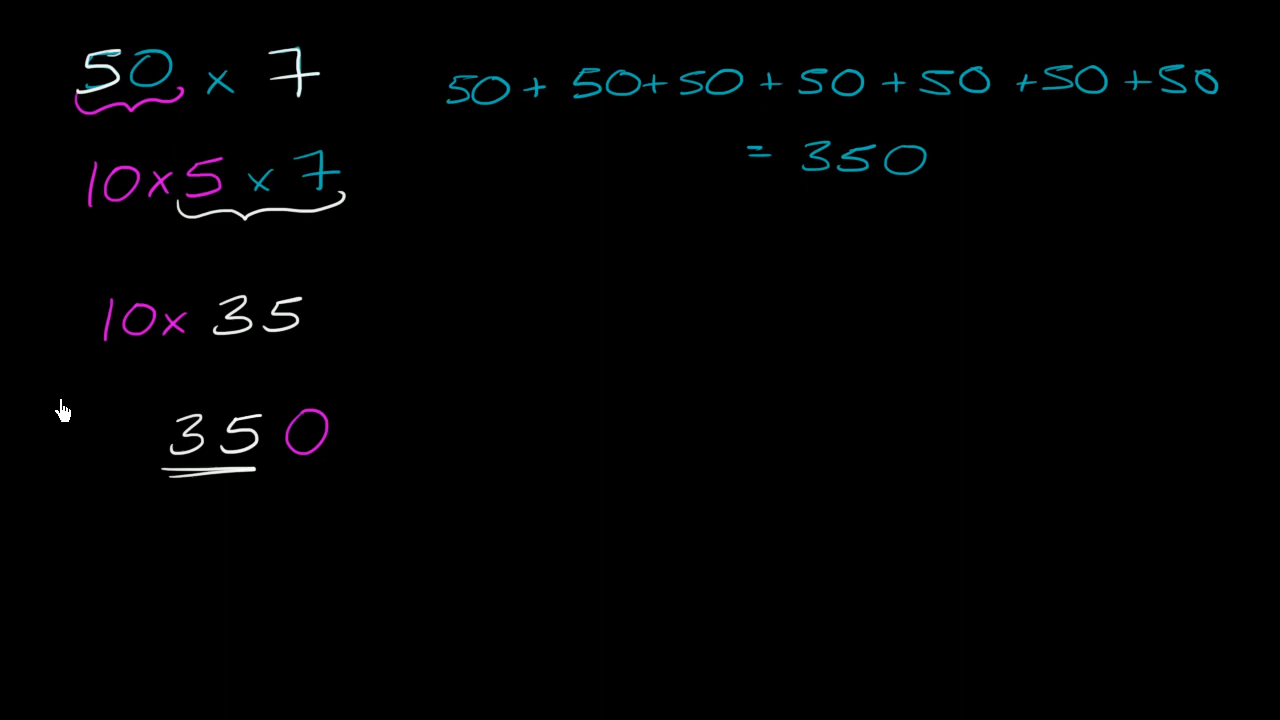 50 x 7
50 + 50 + 50 + 50 + 50 + 50 + 50
= 350
10 x 5 x 7
10 x 35
350